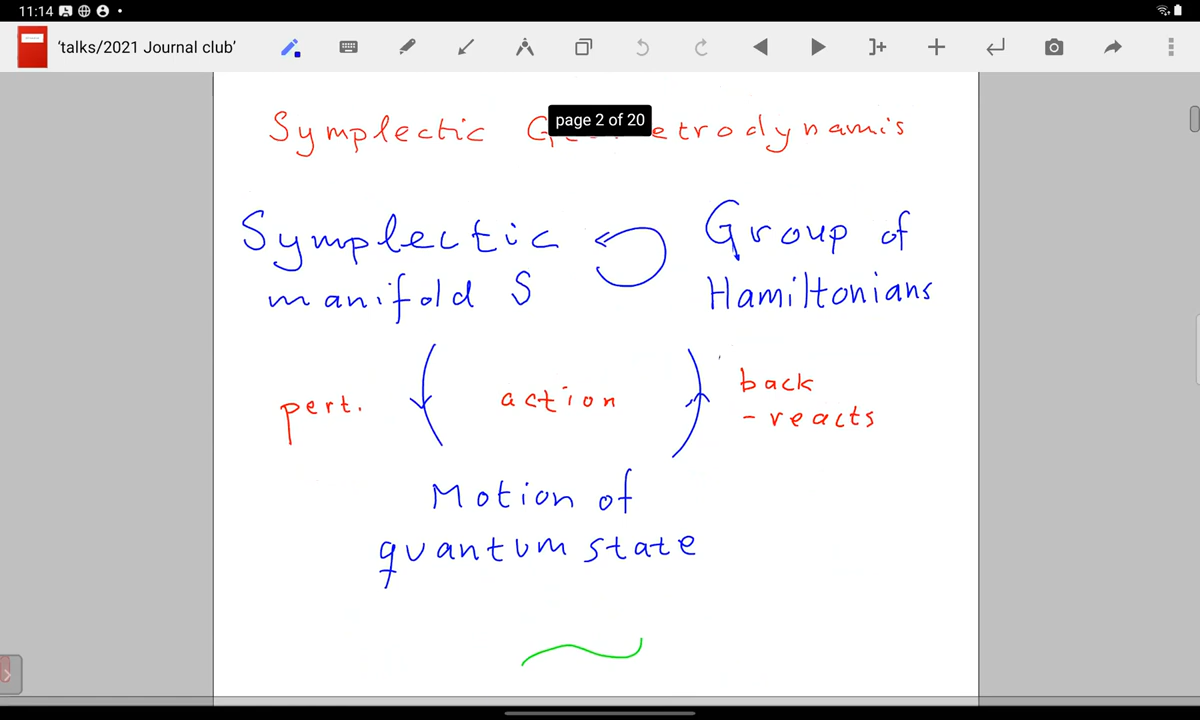 11:14
'talks/2021 Journal club'
page 2 of 20
Symplectic G etrodynamis
Symplectic
manifold S
Group of
Hamiltonians
pert.
action
back
- reacts
Motion of
quantum state